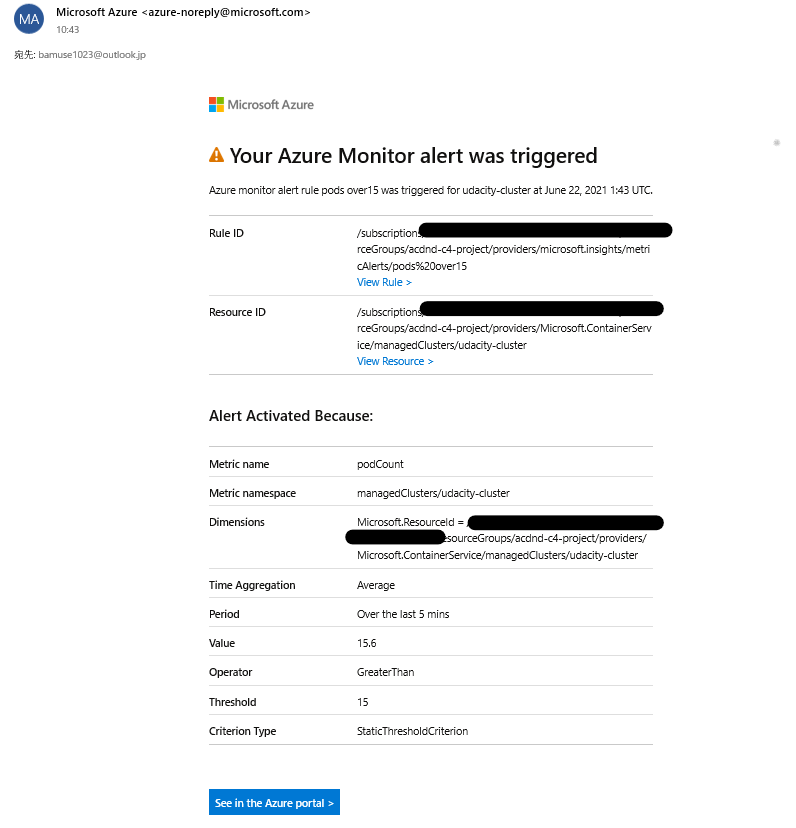 MA
Microsoft Azure <azure-noreply@microsoft.com>
10:43
宛先: bamuse1023@outlook.jp
Microsoft Azure
Your Azure Monitor alert was triggered
Azure monitor alert rule pods over15 was triggered for udacity-cluster at June 22, 2021 1:43 UTC.
Rule ID
/subscriptions
rceGroups/acdnd-c4-project/providers/microsoft.insights/metri
cAlerts/pods%20over15
View Rule >
Resource ID
/subscriptions
rceGroups/acdnd-c4-project/providers/Microsoft.ContainerServ
ice/managedClusters/udacity-cluster
View Resource >
Alert Activated Because:
Metric name
podCount
Metric namespace
managedClusters/udacity-cluster
Dimensions
Microsoft.ResourceId =
esourceGroups/acdnd-c4-project/providers/
Microsoft.ContainerService/managedClusters/udacity-cluster
Time Aggregation
Average
Period
Over the last 5 mins
Value
15.6
Operator
GreaterThan
Threshold
15
Criterion Type
StaticThresholdCriterion
See in the Azure portal >